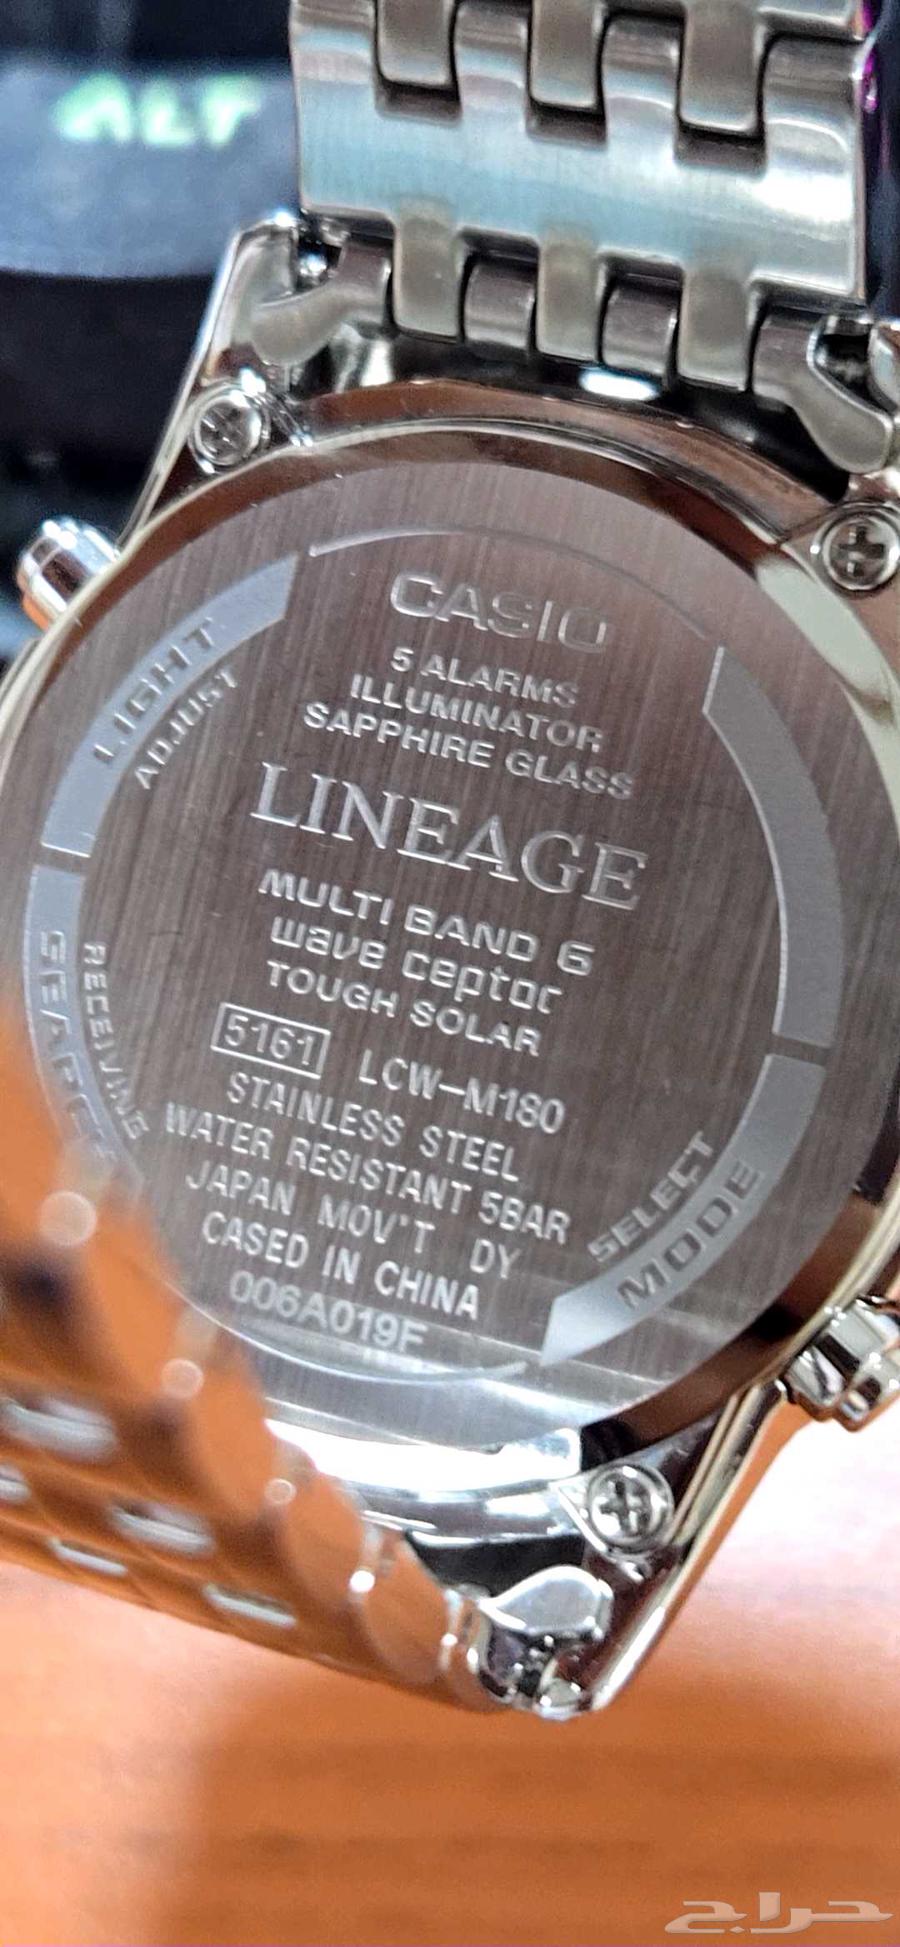 ALT
CASIO
5 ALARMS
ILLUMINATOR
SAPPHIRE GLASS
LINEAGE
MULTI BAND 6
wave ceptor
TOUGH SOLAR
5161 LCW-M180
STAINLESS STEEL
WATER RESISTANT 5BAR
JAPAN MOV'T DY
CASED IN CHINA
006A019F
LIGHT
ADJUST
RECEIVING
SELECT
MODE
حراج